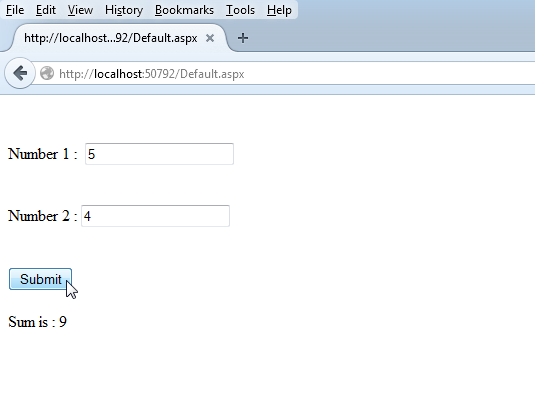 File Edit View History Bookmarks Tools Help
http://localhost...92/Default.aspx
http://localhost:50792/Default.aspx
Number 1 : 5
Number 2 : 4
Submit
Sum is : 9